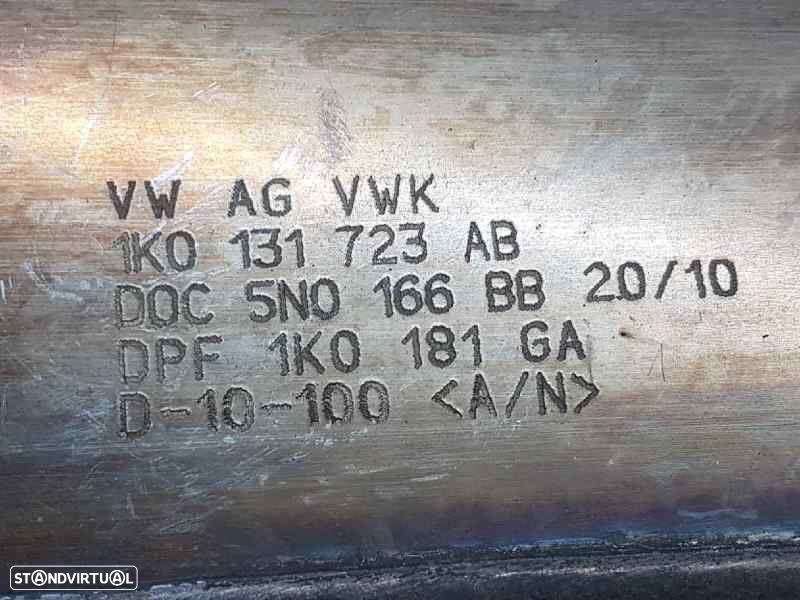 VW AG VWK
1K0 131 723 AB
DOC 5N0 166 BB 20/10
DPF 1K0 181 GA
D-10-100 <A/N>
STANDVIRTUAL